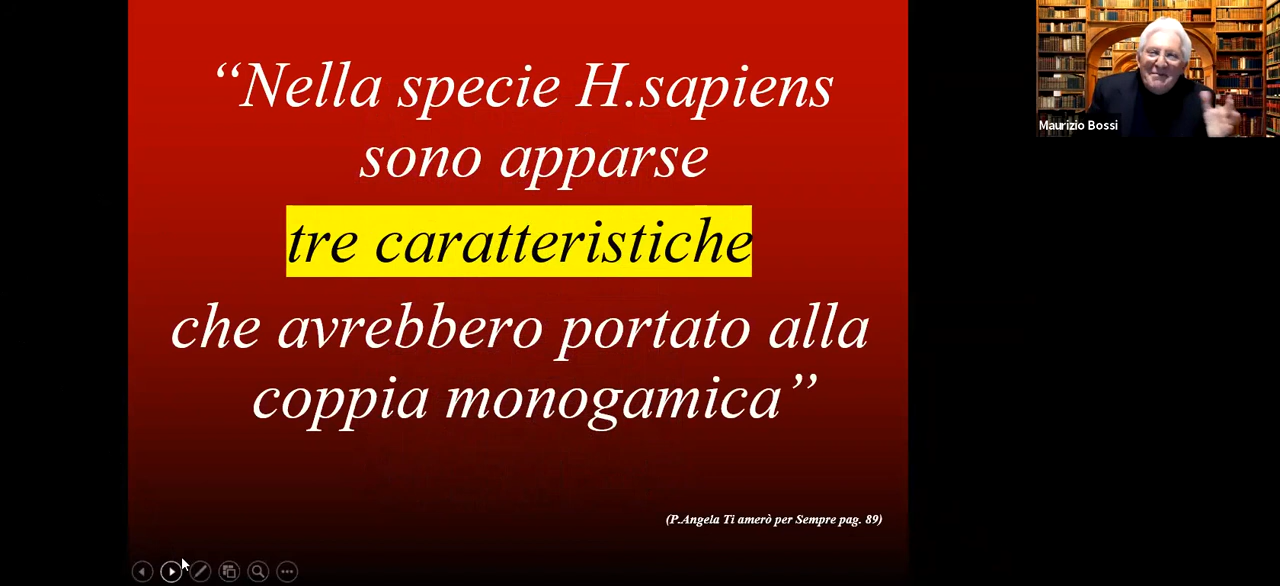 “Nella specie H.sapiens
sono apparse
tre caratteristiche
che avrebbero portato alla
coppia monogamica”
(P.Angela Ti amerò per Sempre pag. 89)
Maurizio Bossi